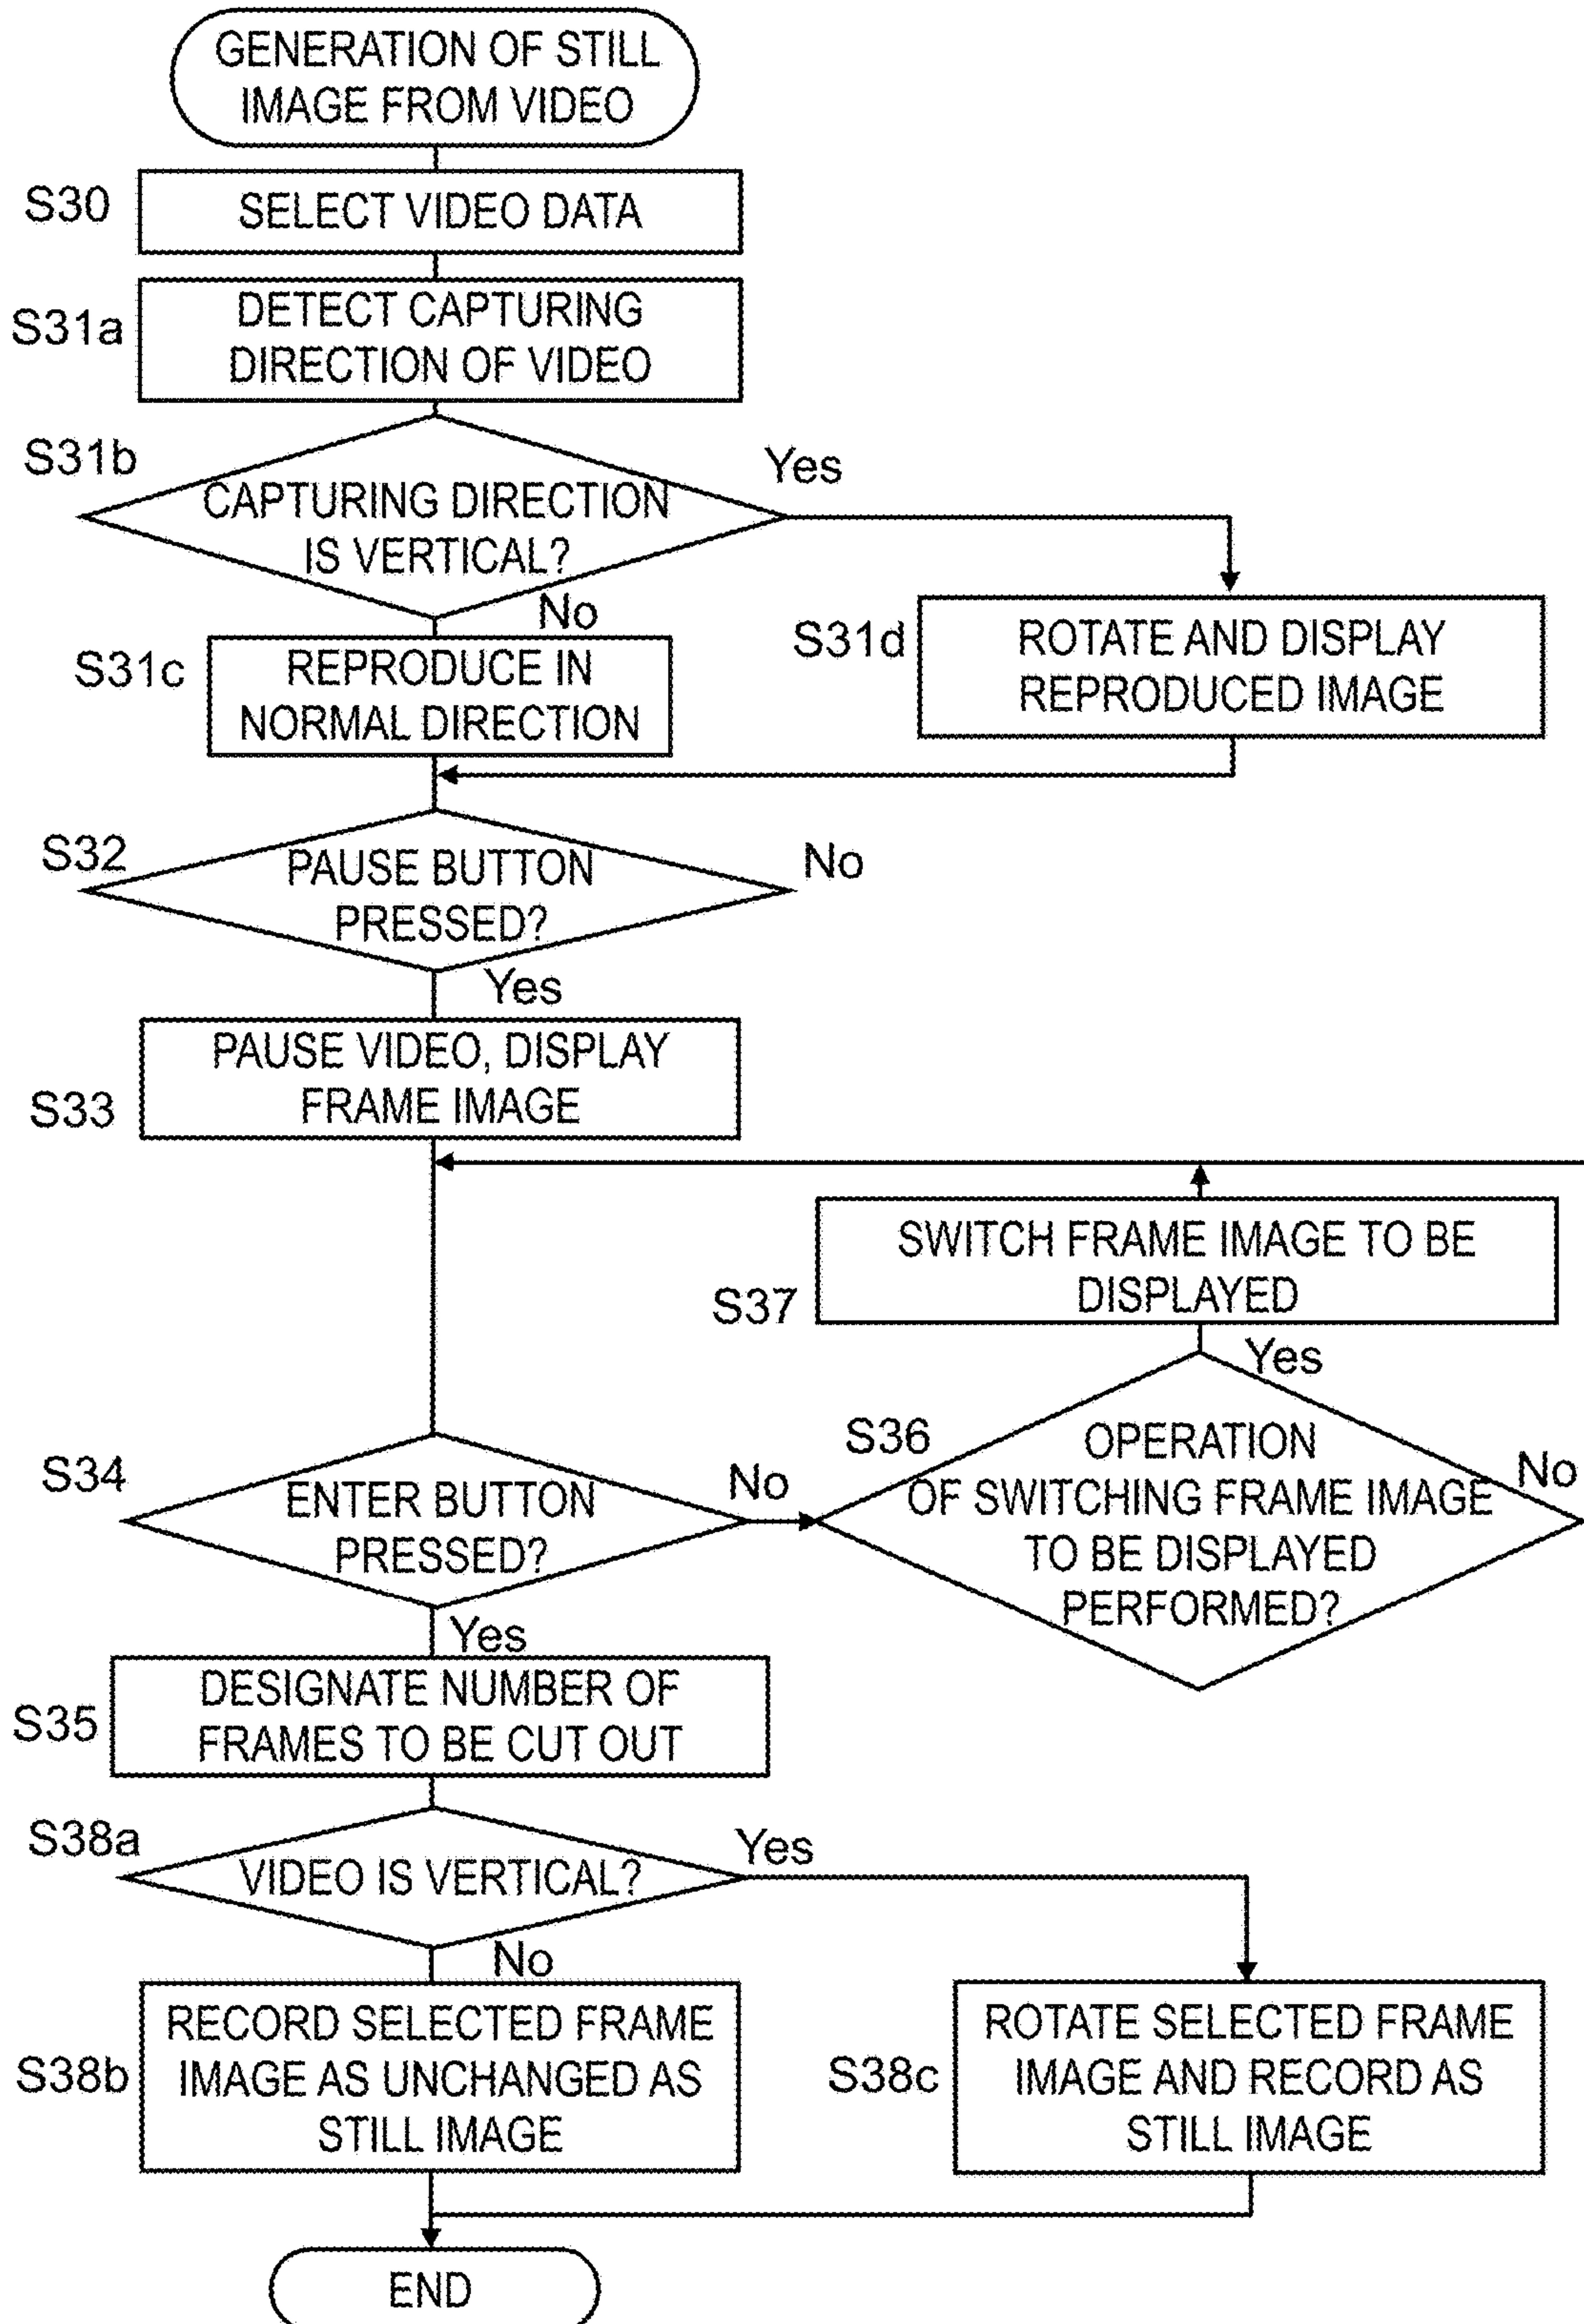 GENERATION OF STILL
IMAGE FROM VIDEO
S30
SELECT VIDEO DATA
S31a
DETECT CAPTURING
DIRECTION OF VIDEO
S31b
CAPTURING DIRECTION
IS VERTICAL?
Yes
No
S31c
REPRODUCE IN
NORMAL DIRECTION
S31d
ROTATE AND DISPLAY
REPRODUCED IMAGE
S32
PAUSE BUTTON
PRESSED?
No
Yes
S33
PAUSE VIDEO, DISPLAY
FRAME IMAGE
S37
SWITCH FRAME IMAGE TO BE
DISPLAYED
Yes
S36
OPERATION
OF SWITCHING FRAME IMAGE
TO BE DISPLAYED
PERFORMED?
No
S34
ENTER BUTTON
PRESSED?
No
Yes
S35
DESIGNATE NUMBER OF
FRAMES TO BE CUT OUT
S38a
VIDEO IS VERTICAL?
Yes
No
S38b
RECORD SELECTED FRAME
IMAGE AS UNCHANGED AS
STILL IMAGE
S38c
ROTATE SELECTED FRAME
IMAGE AND RECORD AS
STILL IMAGE
END